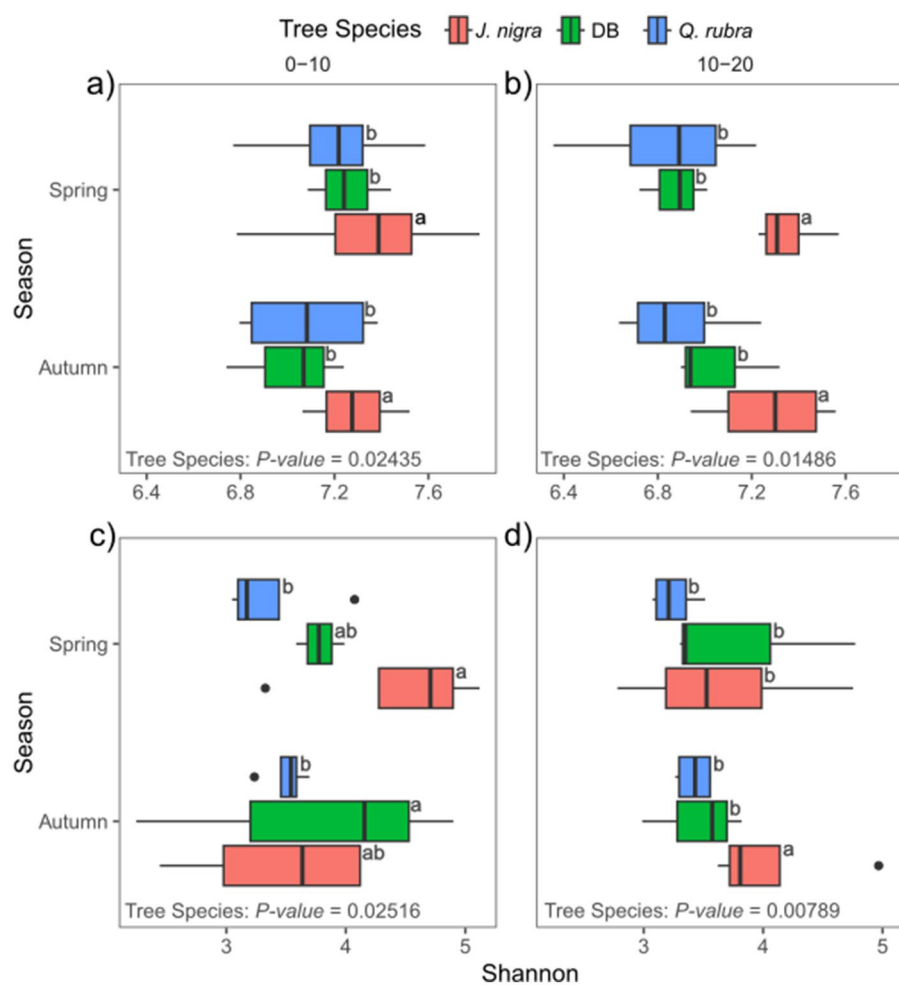 Tree Species J. nigra DB Q. rubra
0−10 10−20
a) b)
b b
Spring b b
a a
Season
b b
Autumn b b
a a
Tree Species: P-value = 0.02435 Tree Species: P-value = 0.01486
6.4 6.8 7.2 7.6 6.4 6.8 7.2 7.6
c) d)
b b
Spring ab b
a b
Season
b b
Autumn a b
ab a
Tree Species: P-value = 0.02516 Tree Species: P-value = 0.00789
3 4 5 3 4 5
Shannon